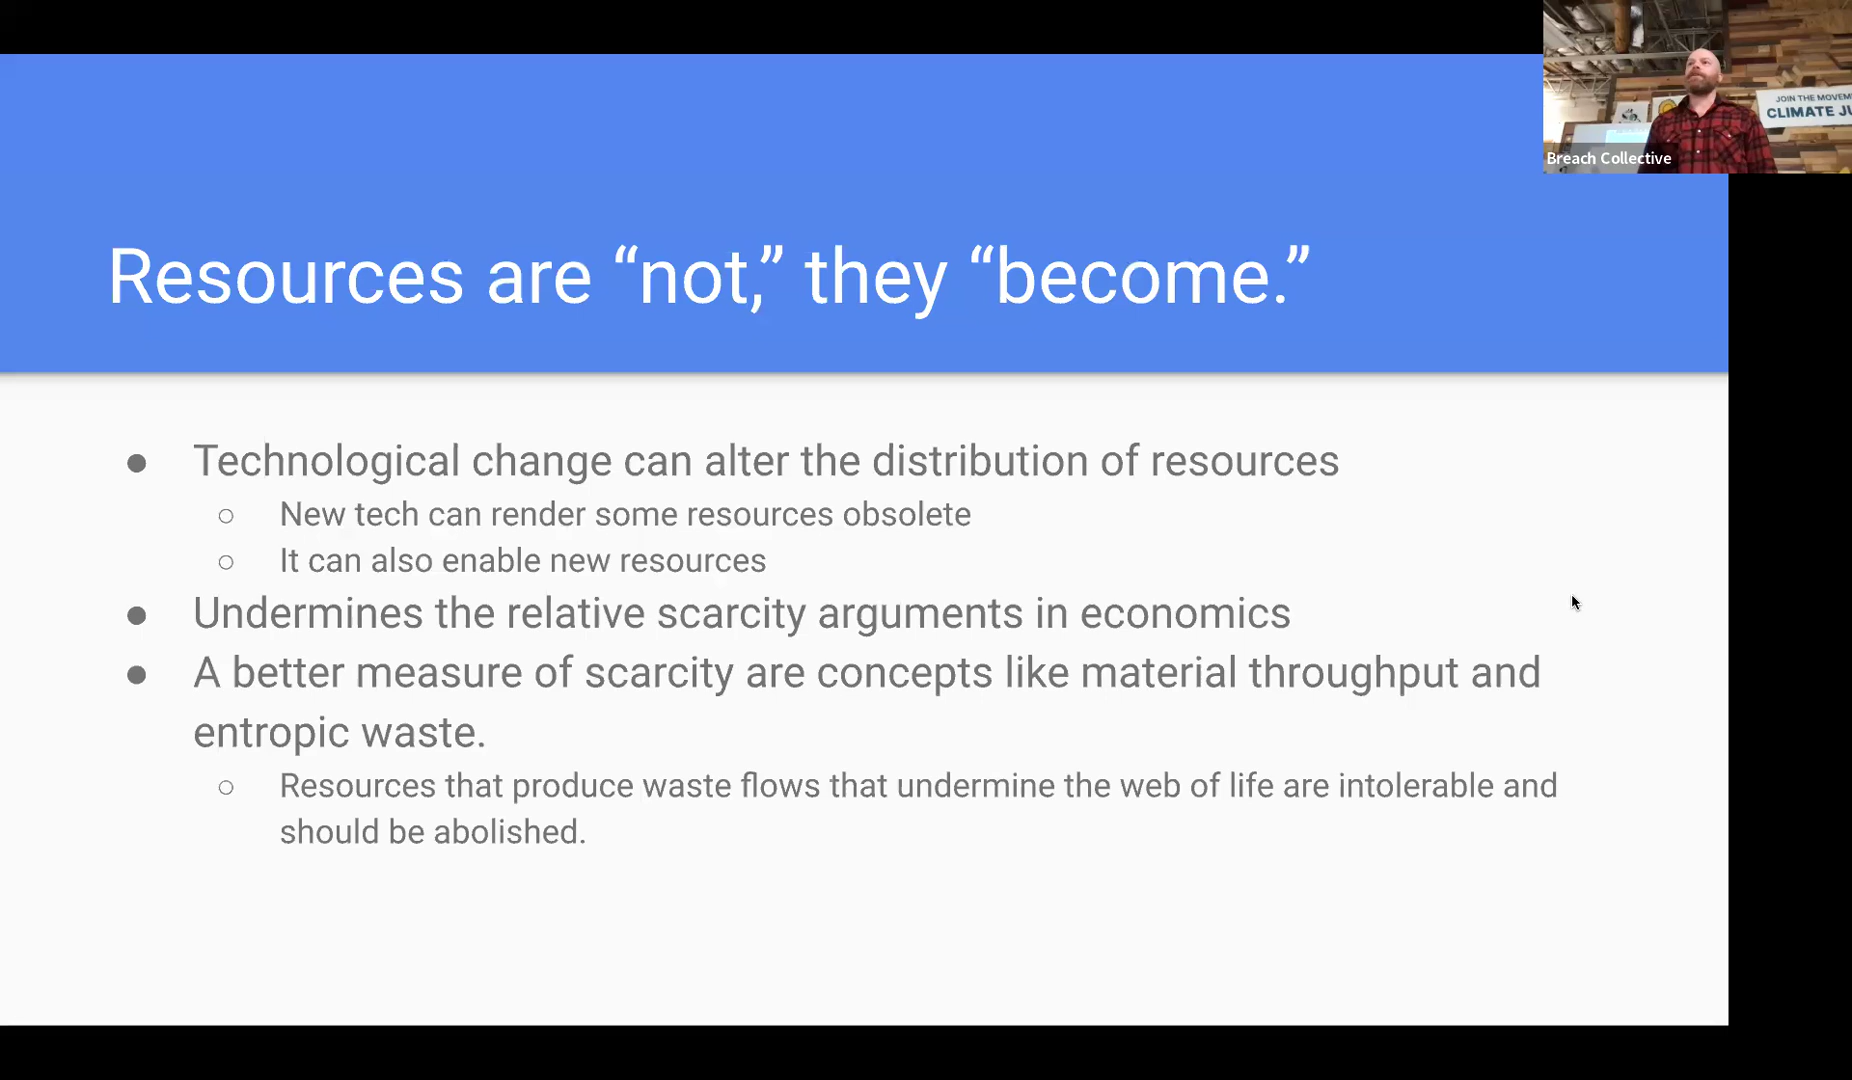 JOIN THE MOVEM
CLIMATE JU
Breach Collective
Resources are “not,” they “become.”
● Technological change can alter the distribution of resources
○ New tech can render some resources obsolete
○ It can also enable new resources
● Undermines the relative scarcity arguments in economics
● A better measure of scarcity are concepts like material throughput and
entropic waste.
○ Resources that produce waste flows that undermine the web of life are intolerable and
should be abolished.